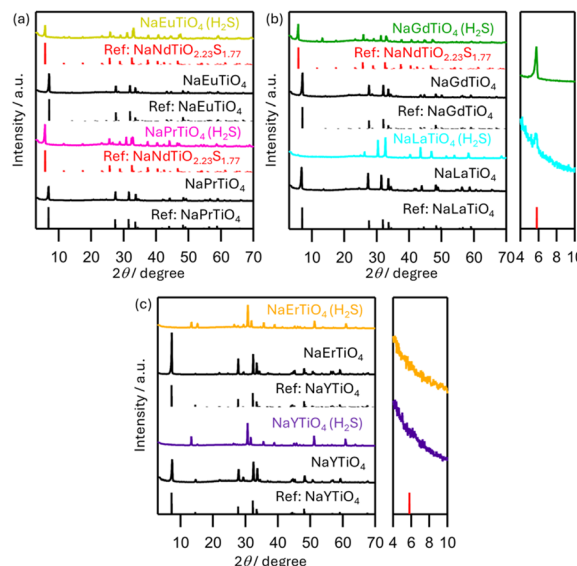 (a)
NaEuTiO4 (H2S)
Ref: NaNdTiO2.23S1.77
NaEuTiO4
Ref: NaEuTiO4
NaPrTiO4 (H2S)
Ref: NaNdTiO2.23S1.77
NaPrTiO4
Ref: NaPrTiO4
Intensity / a.u.
10 20 30 40 50 60 70
2θ / degree
(b)
NaGdTiO4 (H2S)
Ref: NaNdTiO2.23S1.77
NaGdTiO4
Ref: NaGdTiO4
NaLaTiO4 (H2S)
NaLaTiO4
Ref: NaLaTiO4
Intensity / a.u.
10 20 30 40 50 60 70
2θ / degree
4 6 8 10
(c)
NaErTiO4 (H2S)
NaErTiO4
Ref: NaYTiO4
NaYTiO4 (H2S)
NaYTiO4
Ref: NaYTiO4
Intensity / a.u.
10 20 30 40 50 60 70
2θ / degree
4 6 8 10